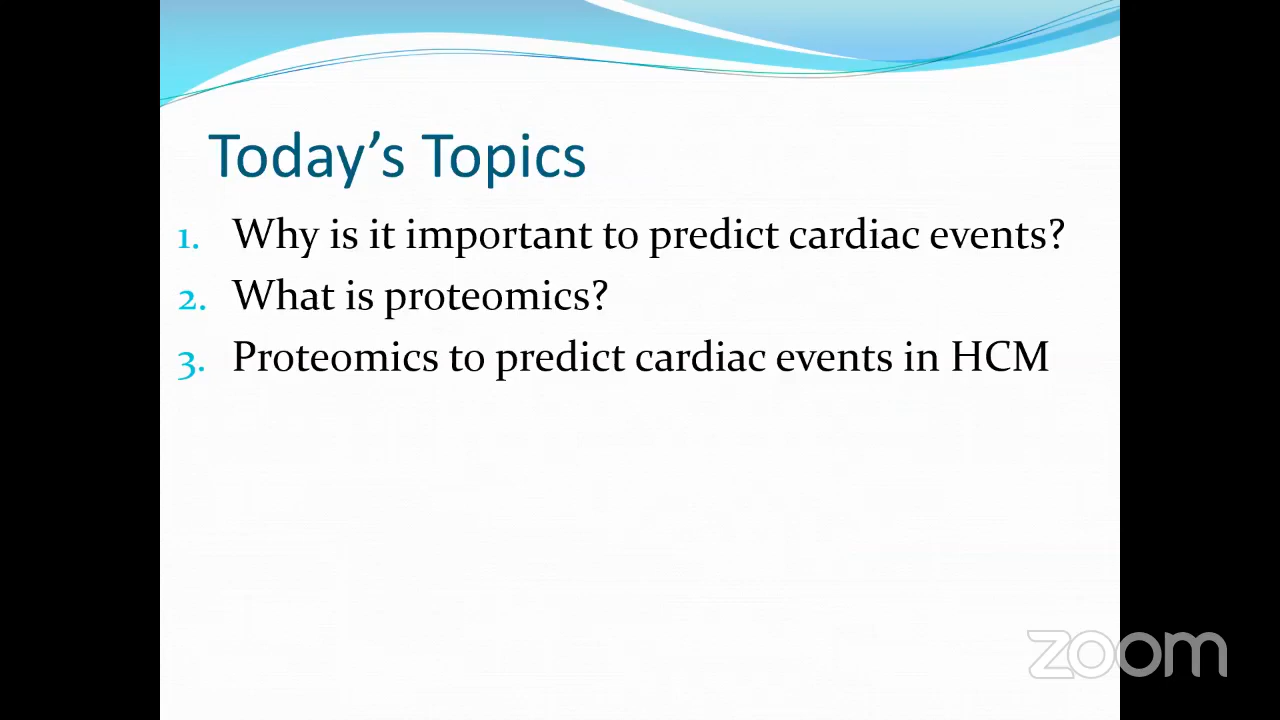 Today’s Topics
1. Why is it important to predict cardiac events?
2. What is proteomics?
3. Proteomics to predict cardiac events in HCM
zoom